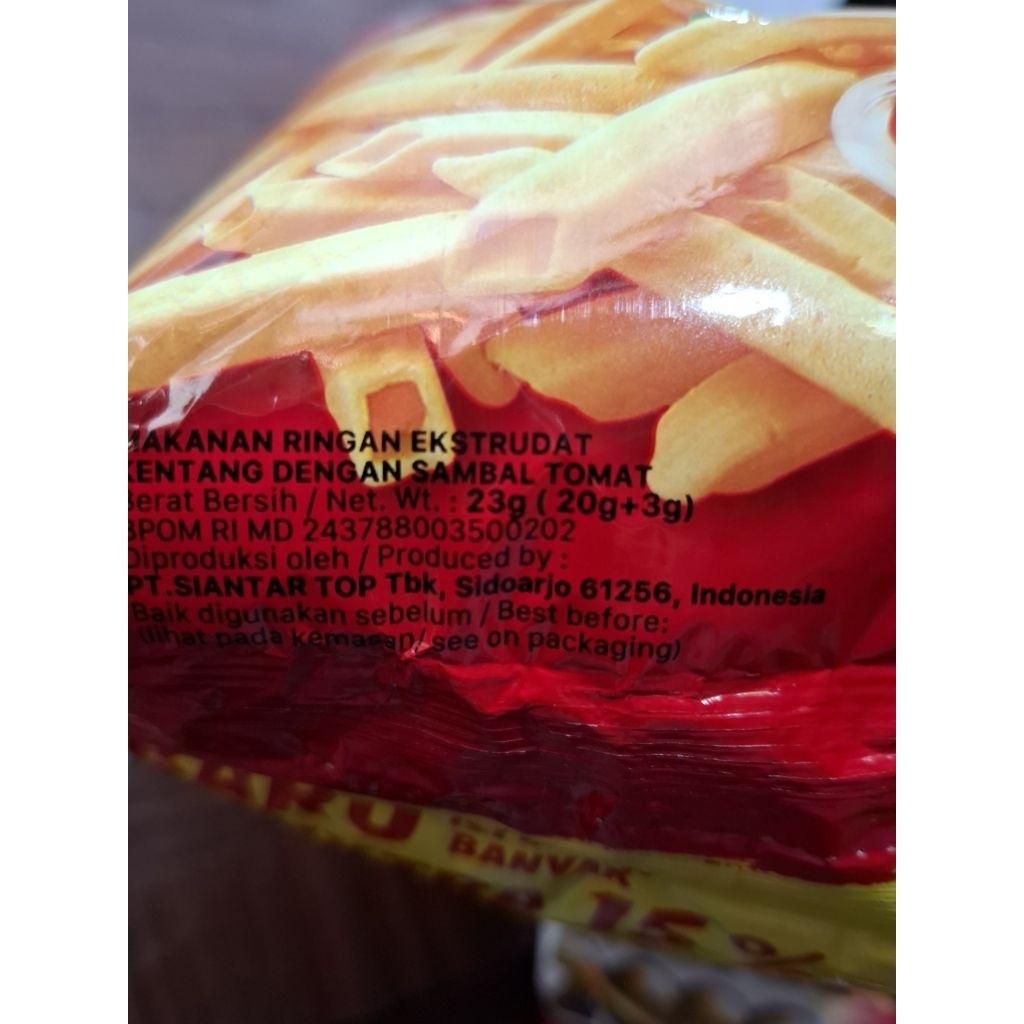 MAKANAN RINGAN EKSTRUDAT
KENTANG DENGAN SAMBAL TOMAT
Berat Bersih / Net. Wt. : 23g ( 20g+3g)
BPOM RI MD 243788003500202
Diproduksi oleh / Produced by :
PT.SIANTAR TOP Tbk, Sidoarjo 61256, Indonesia
Baik digunakan sebelum / Best before:
(lihat pada kemasan/ see on packaging)
BANYAK
15%